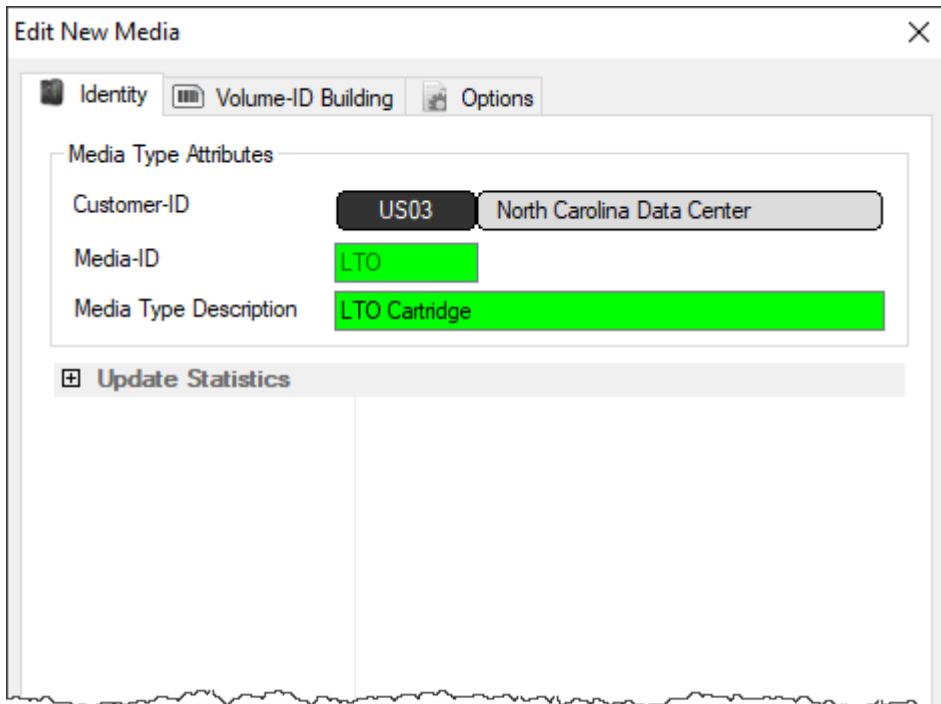 Edit New Media
Identity Volume-ID Building Options
Media Type Attributes
Customer-ID US03 North Carolina Data Center
Media-ID LTO
Media Type Description LTO Cartridge
Update Statistics